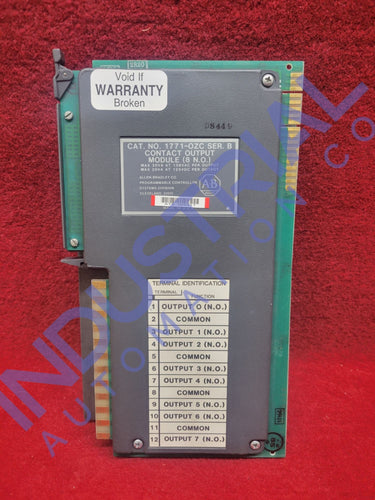 Void If
WARRANTY
Broken
08449
CAT. NO. 1771-OZC SER. B
CONTACT OUTPUT
MODULE (8 N.O.)
ALLEN-BRADLEY CO.
PROGRAMMABLE CONTROLLER
SYSTEMS DIVISION
AB
TERMINAL IDENTIFICATION
TERMINAL FUNCTION
1 OUTPUT 0 (N.O.)
2 COMMON
3 OUTPUT 1 (N.O.)
4 OUTPUT 2 (N.O.)
5 COMMON
6 OUTPUT 3 (N.O.)
7 OUTPUT 4 (N.O.)
8 COMMON
9 OUTPUT 5 (N.O.)
10 OUTPUT 6 (N.O.)
11 COMMON
12 OUTPUT 7 (N.O.)
INDUSTRIAL
AUTOMATION